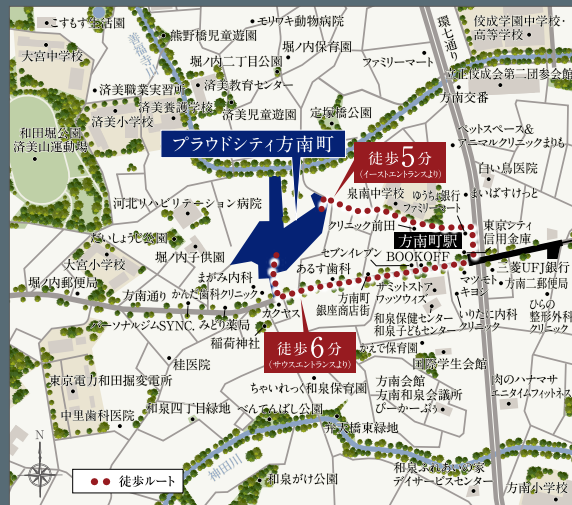 こすもす生活園
大宮中学校
熊野橋児童遊園
モリワキ動物病院
堀ノ内保育園
環七通り
佼成学園中学校・
高等学校
善福寺川
堀ノ内二丁目公園
ファミリーマート
立正佼成会第二団参会館
済美教育センター
済美職業実習所
済美養護学校
済美児童遊園
方南交番
済美小学校
定塚橋公園
和田堀公園
済美山運動場
プラウドシティ方南町
徒歩5分
(イーストエントランスより)
ペットスペース&
アニマルクリニックまりも
白い鳥医院
泉南中学校
ゆうちょ銀行
ファミリーマート
まいばすけっと
河北リハビリテーション病院
クリニック前田
方南町駅
東京シティ
信用金庫
だいしょう公園
セブンイレブン
BOOKOFF
堀ノ内子供園
あるす歯科
三菱UFJ銀行
大宮小学校
まがみ内科
サミットストア
マツモト
キヨシ
方南二郵便局
堀ノ内郵便局
方南通り
かんだ歯科クリニック
フッツウィズ
カクヤス
方南町
銀座商店街
和泉保健センター
和泉子どもセンター
いりたに内科
クリニック
ひらの
整形外科
クリニック
パーソナルジムSYNC.
みどり薬局
稲荷神社
徒歩6分
(サウスエントランスより)
かえで保育園
桂医院
国際学生会館
東京電力和田掘変電所
ちゃいれっく和泉保育園
方南会館
方南和泉会議所
ぴーかーぶぅ
肉のハナマサ
エニタイムフィットネス
中里歯科医院
和泉四丁目緑地
べんてんばし公園
弁天橋東緑地
N
神田川
和泉がけ公園
和泉ふれあいの家
デイサービスセンター
方南小学校
徒歩ルート